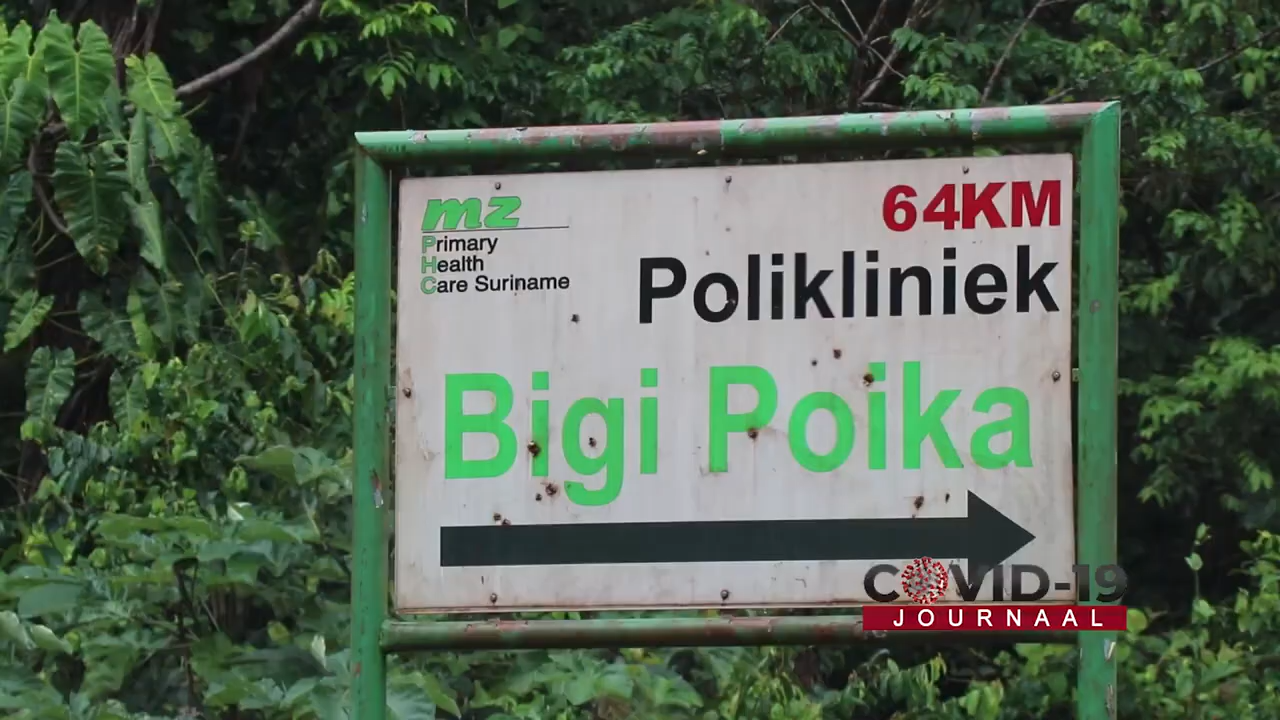 mz
Primary
Health
Care Suriname
64KM
Polikliniek
Bigi Poika
COVID-19
JOURNAAL